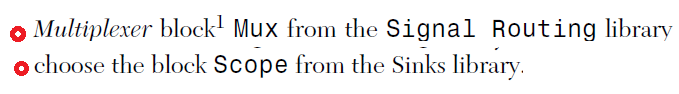 Multiplexer block¹ Mux from the Signal Routing library
choose the block Scope from the Sinks library.